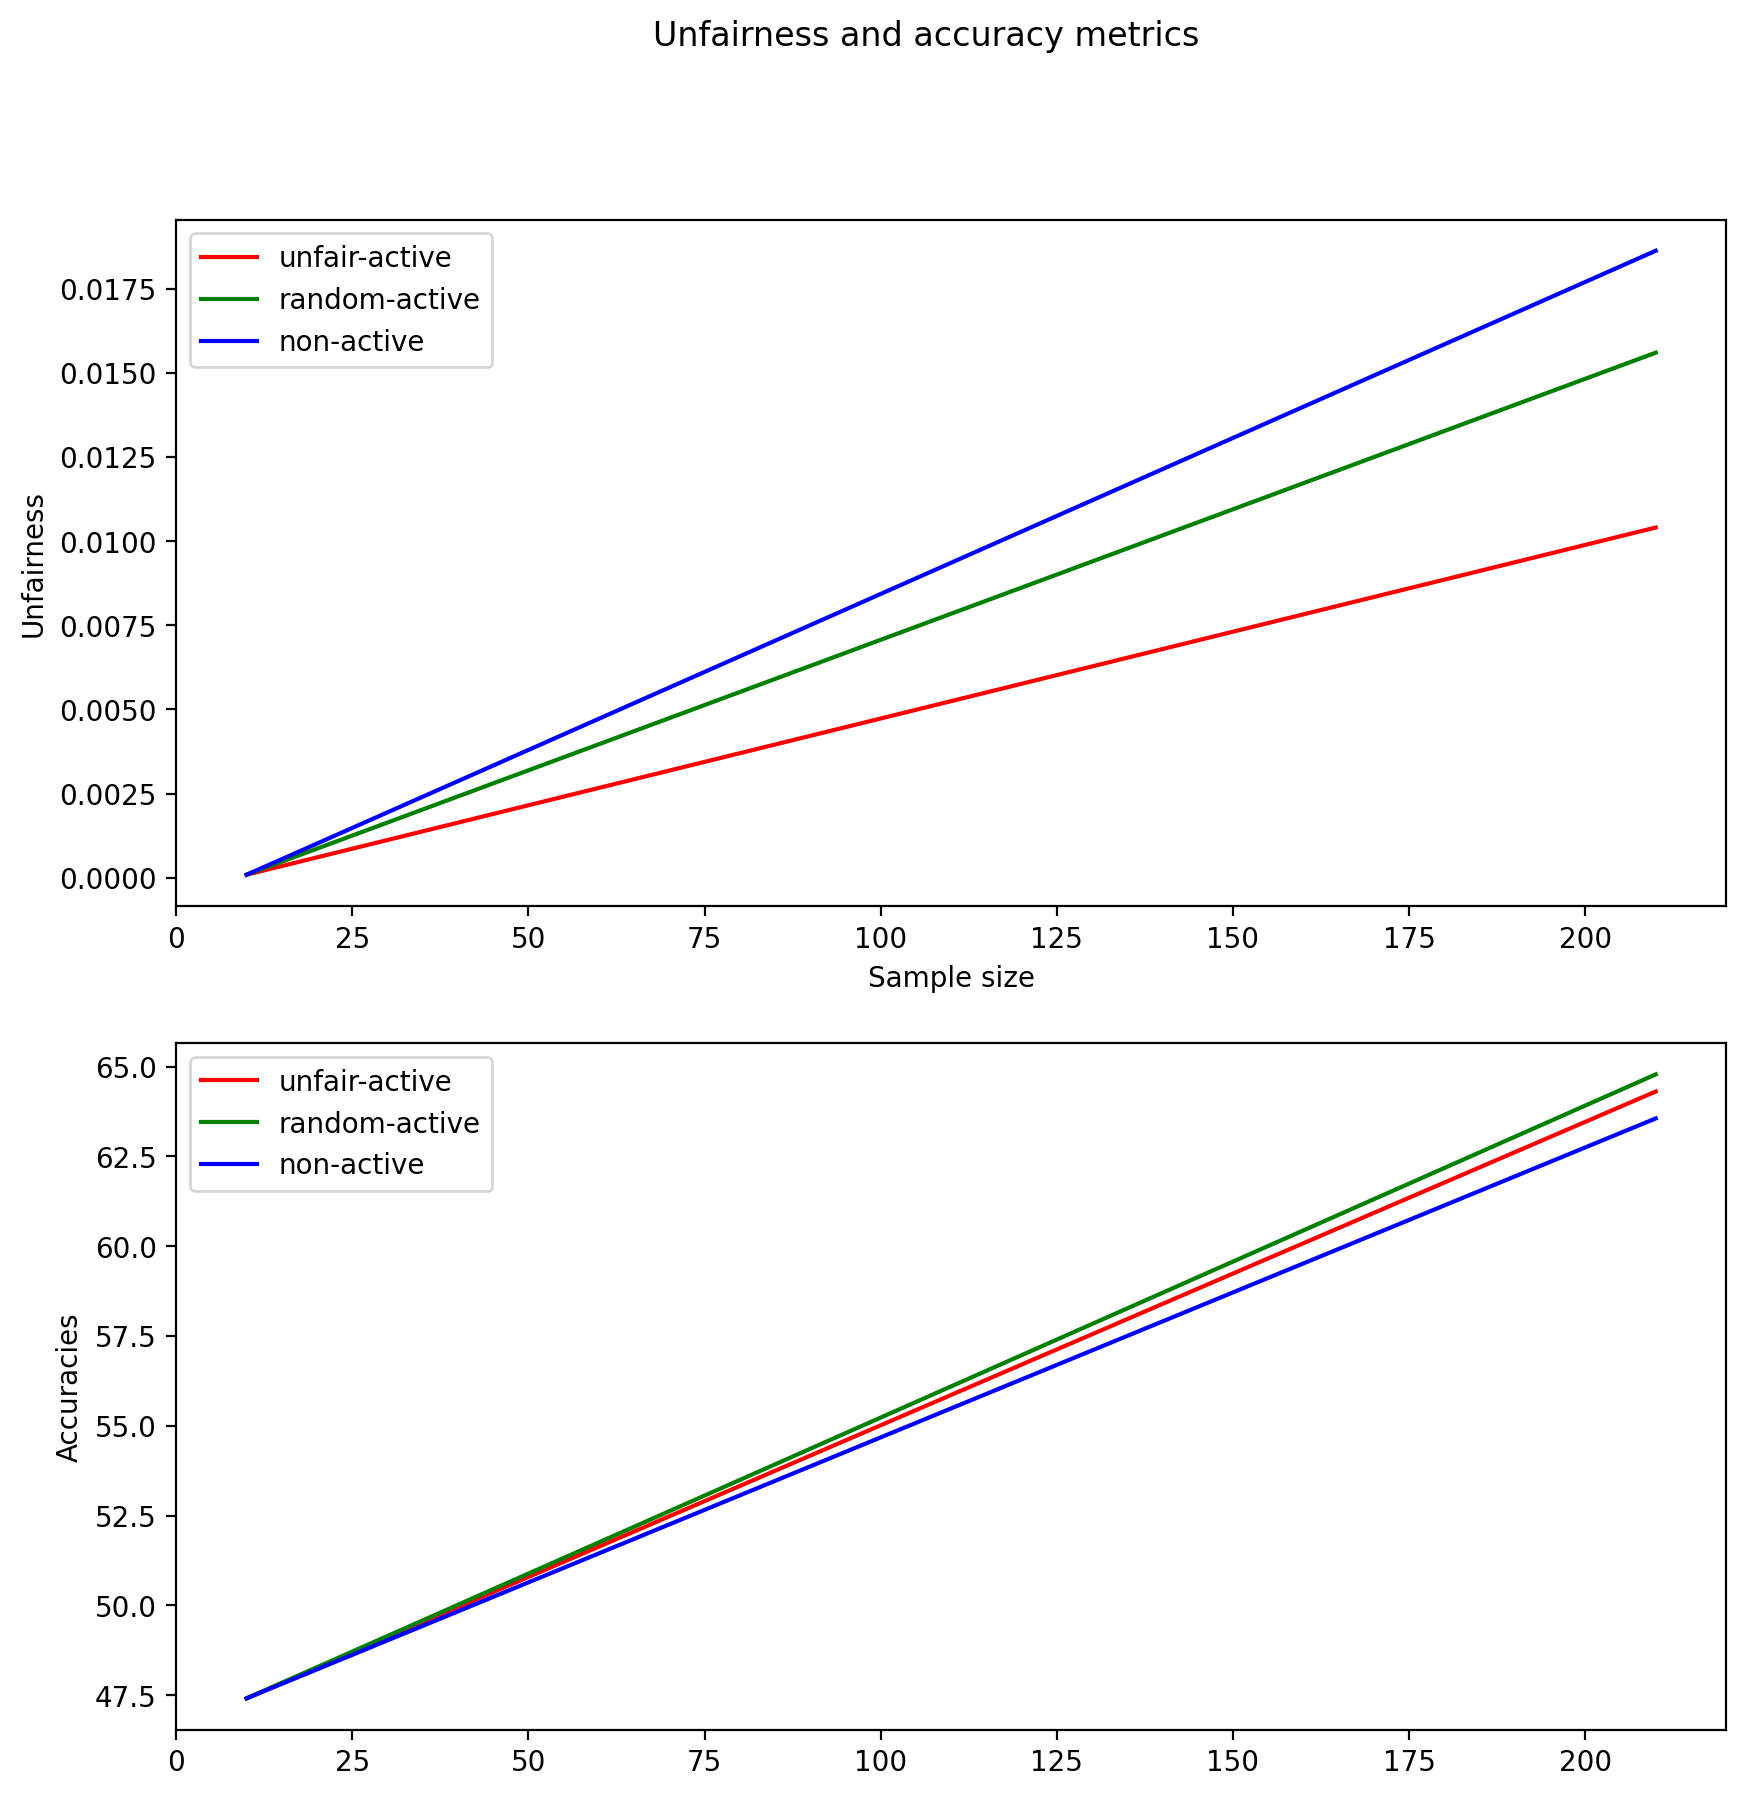 Unfairness and accuracy metrics
unfair-active
random-active
non-active
0.0175
0.0150
0.0125
0.0100
0.0075
0.0050
0.0025
0.0000
Unfairness
0 25 50 75 100 125 150 175 200
Sample size
unfair-active
random-active
non-active
65.0
62.5
60.0
57.5
55.0
52.5
50.0
47.5
Accuracies
0 25 50 75 100 125 150 175 200